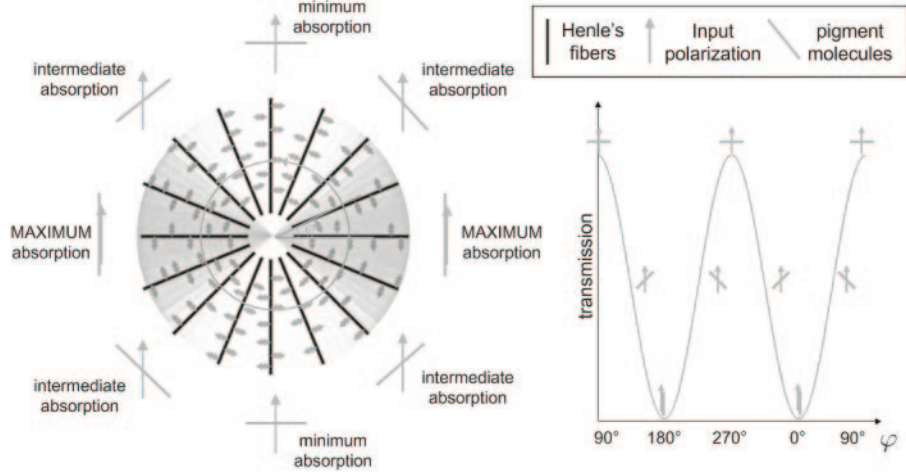 minimum
absorption
intermediate
absorption
intermediate
absorption
MAXIMUM
absorption
MAXIMUM
absorption
intermediate
absorption
intermediate
absorption
minimum
absorption
Henle's
fibers
Input
polarization
pigment
molecules
transmission
90° 180° 270° 0° 90° φ